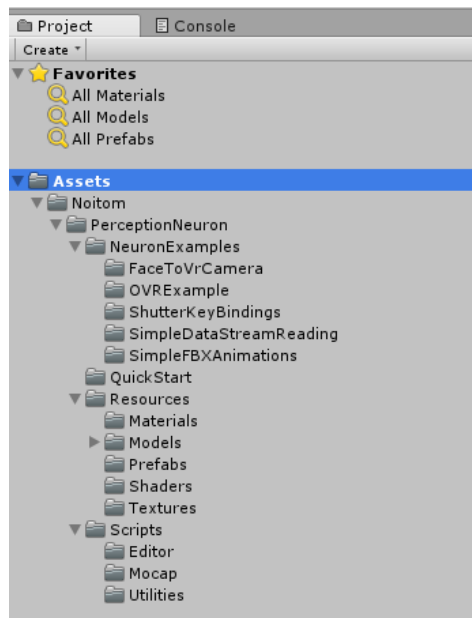 Project Console
Create
Favorites
All Materials
All Models
All Prefabs
Assets
Noitom
PerceptionNeuron
NeuronExamples
FaceToVrCamera
OVRExample
ShutterKeyBindings
SimpleDataStreamReading
SimpleFBXAnimations
QuickStart
Resources
Materials
Models
Prefabs
Shaders
Textures
Scripts
Editor
Mocap
Utilities